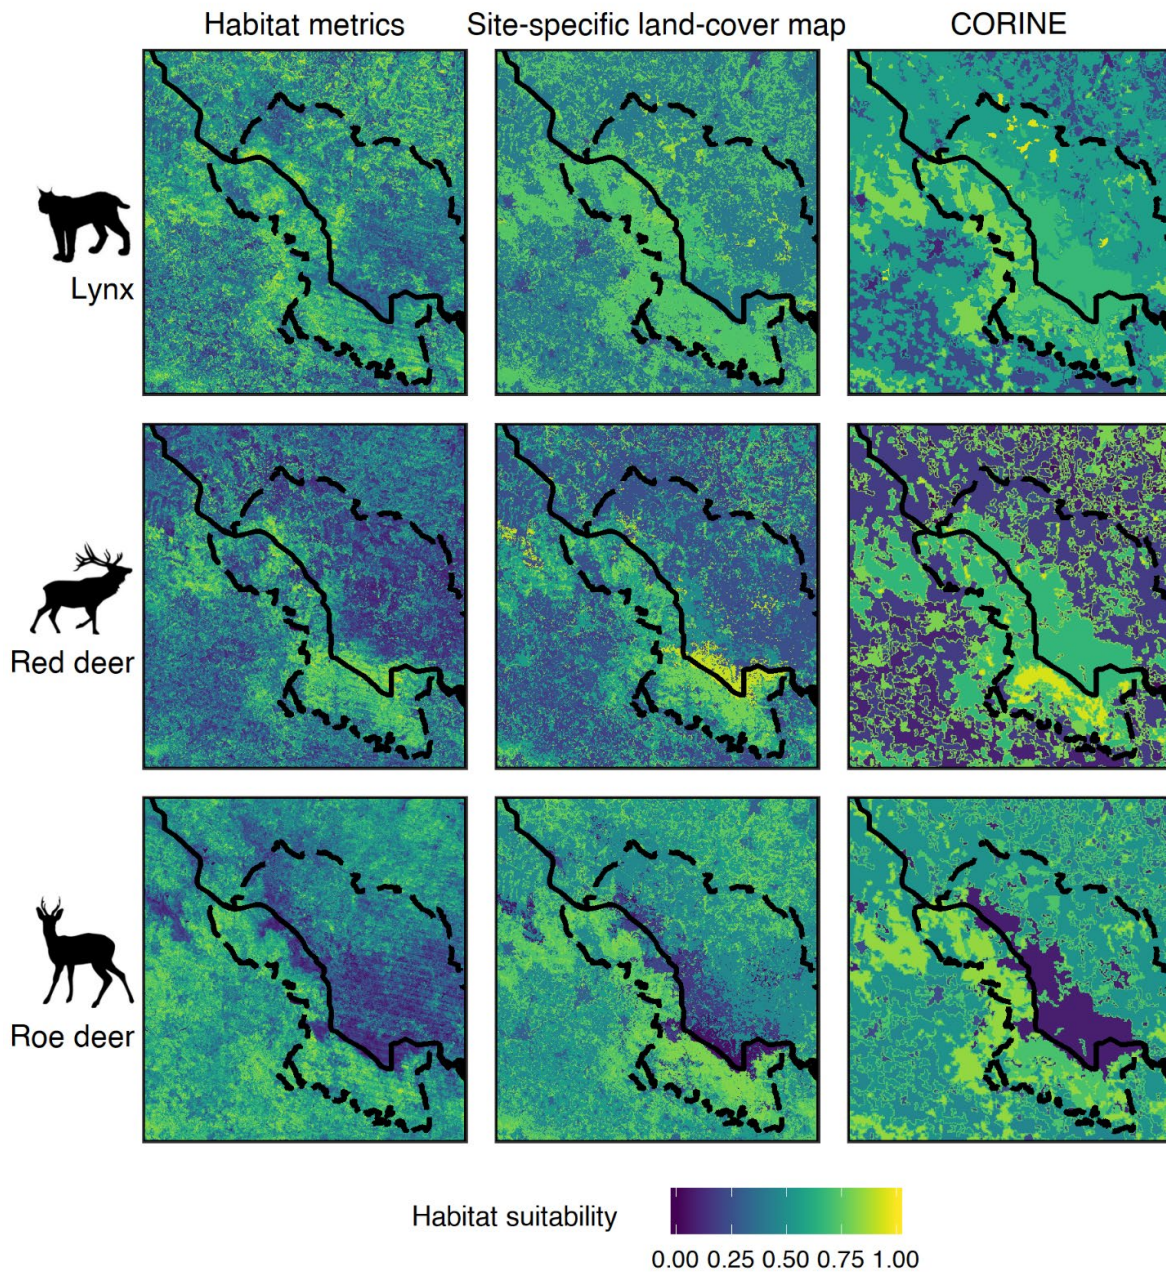 Habitat metrics
Site-specific land-cover map
CORINE
Lynx
Red deer
Roe deer
Habitat suitability
0.00 0.25 0.50 0.75 1.00